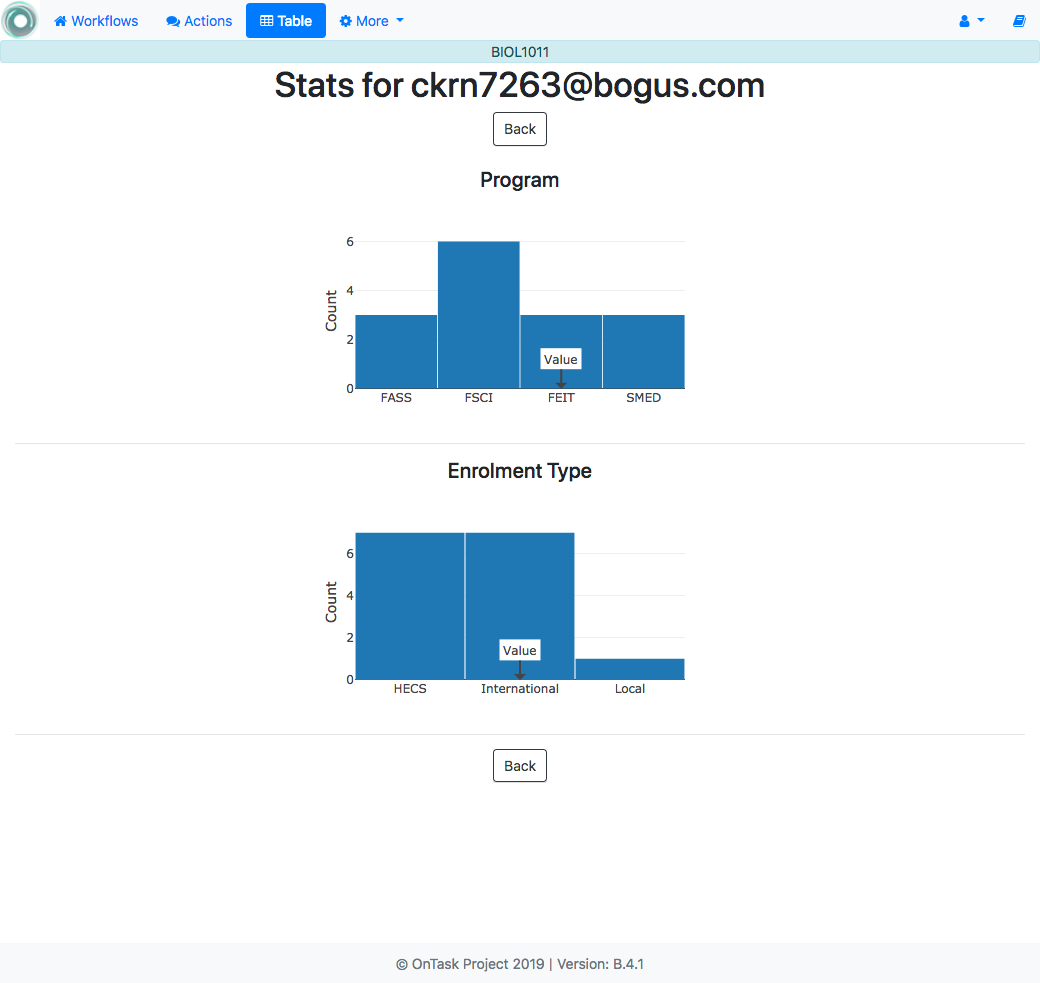 Workflows Actions Table More
BIOL1011
Stats for ckrn7263@bogus.com
Back
Program
6
4
2
0
Count
Value
FASS FSCI FEIT SMED
Enrolment Type
6
4
2
0
Count
Value
HECS International Local
Back
© OnTask Project 2019 | Version: B.4.1